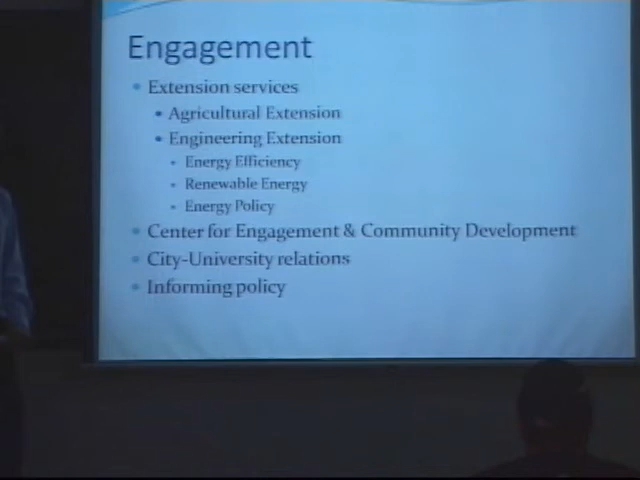 Engagement
Extension services
Agricultural Extension
Engineering Extension
Energy Efficiency
Renewable Energy
Energy Policy
Center for Engagement & Community Development
City-University relations
Informing policy